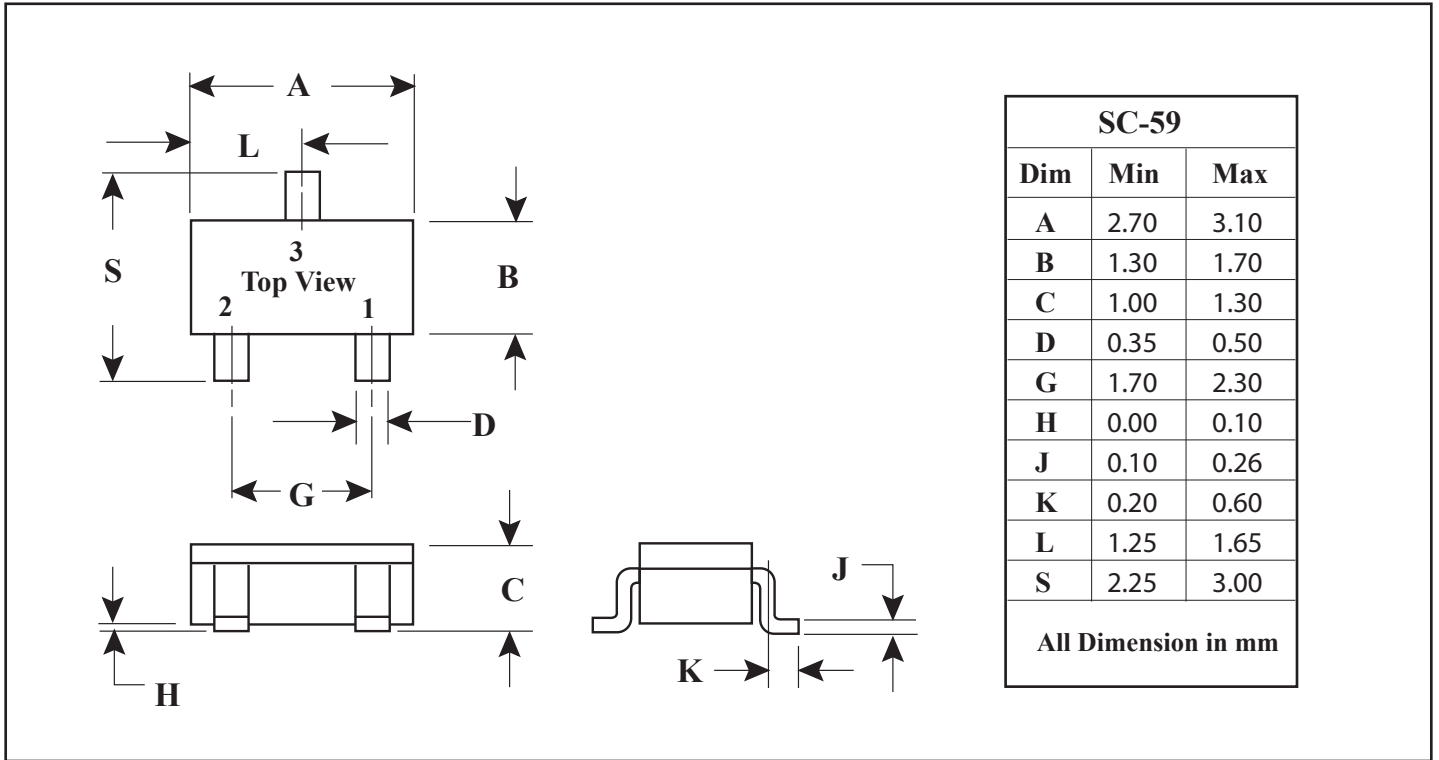 A
L
3
Top View
2 1
S
B
D
G
C
H
J
K
SC-59
Dim Min Max
A 2.70 3.10
B 1.30 1.70
C 1.00 1.30
D 0.35 0.50
G 1.70 2.30
H 0.00 0.10
J 0.10 0.26
K 0.20 0.60
L 1.25 1.65
S 2.25 3.00
All Dimension in mm